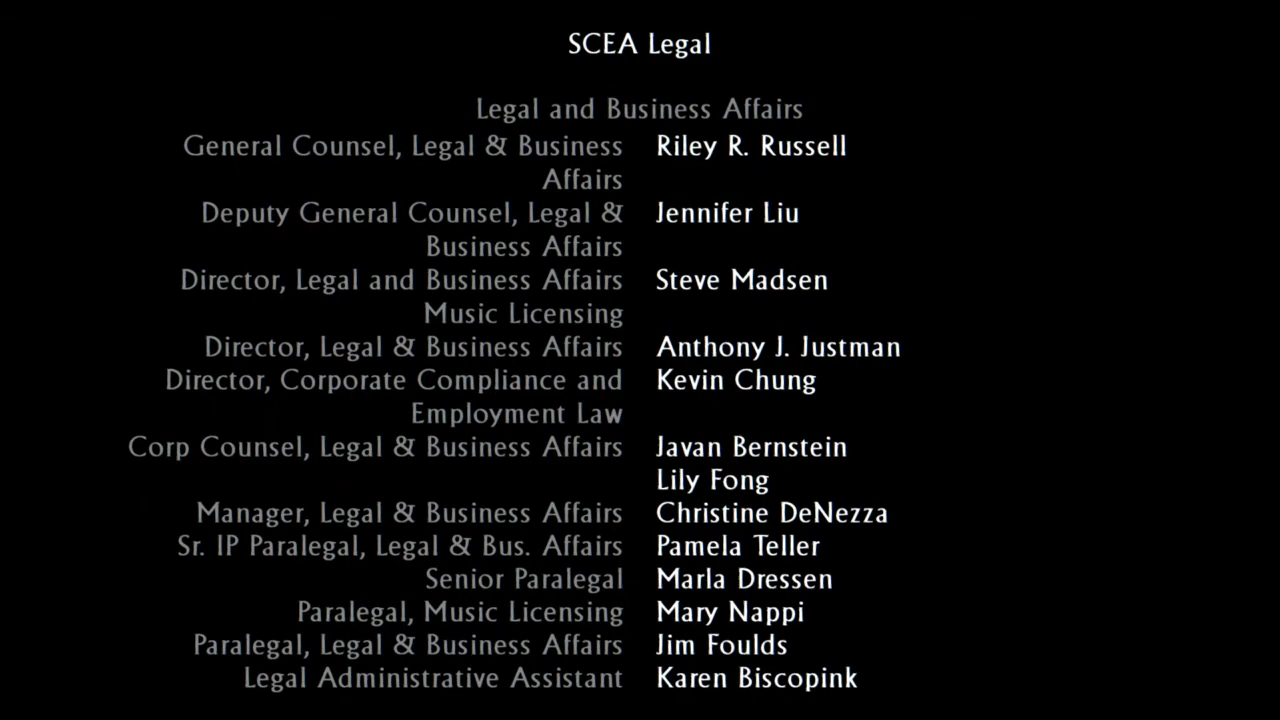 SCEA Legal
Legal and Business Affairs
General Counsel, Legal & Business Riley R. Russell
Affairs
Deputy General Counsel, Legal & Jennifer Liu
Business Affairs
Director, Legal and Business Affairs Steve Madsen
Music Licensing
Director, Legal & Business Affairs Anthony J. Justman
Director, Corporate Compliance and Kevin Chung
Employment Law
Corp Counsel, Legal & Business Affairs Javan Bernstein
Lily Fong
Manager, Legal & Business Affairs Christine DeNezza
Sr. IP Paralegal, Legal & Bus. Affairs Pamela Teller
Senior Paralegal Marla Dressen
Paralegal, Music Licensing Mary Nappi
Paralegal, Legal & Business Affairs Jim Foulds
Legal Administrative Assistant Karen Biscopink